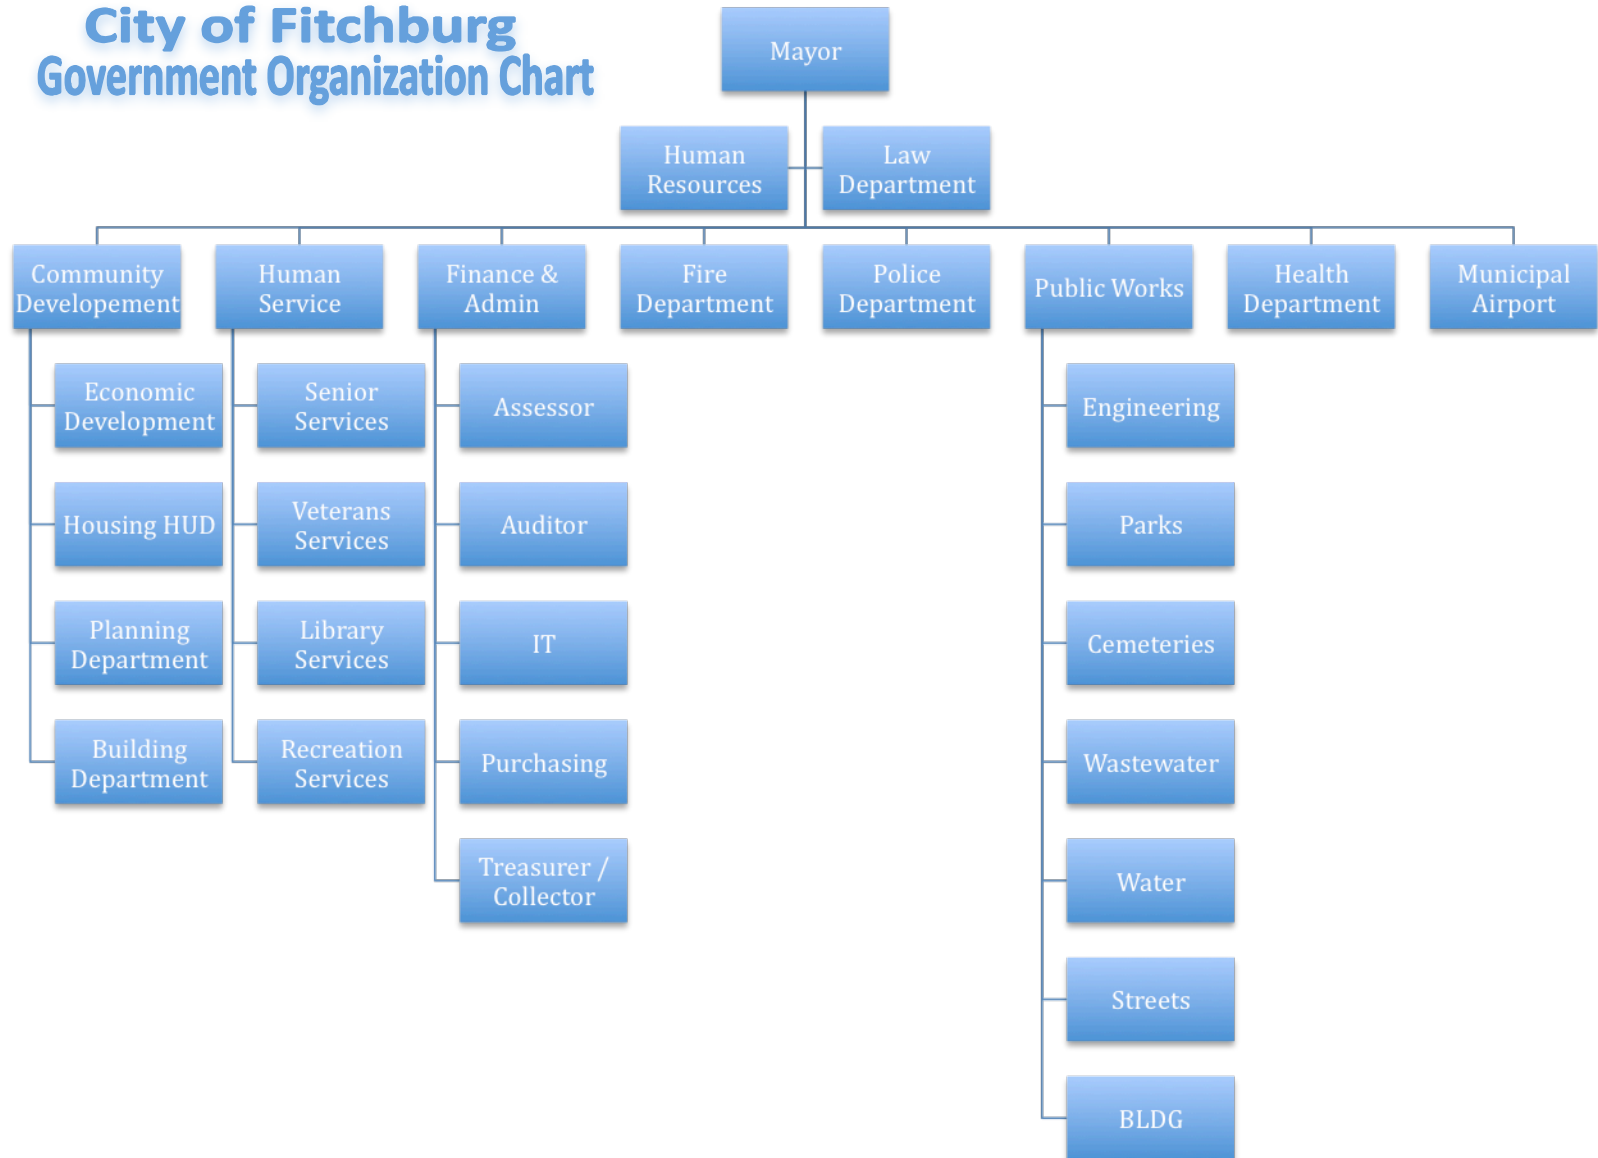 City of Fitchburg
Government Organization Chart
Mayor
Human
Resources
Law
Department
Community
Developement
Human
Service
Finance &
Admin
Fire
Department
Police
Department
Public Works
Health
Department
Municipal
Airport
Economic
Development
Housing HUD
Planning
Department
Building
Department
Senior
Services
Veterans
Services
Library
Services
Recreation
Services
Assessor
Auditor
IT
Purchasing
Treasurer /
Collector
Engineering
Parks
Cemeteries
Wastewater
Water
Streets
BLDG